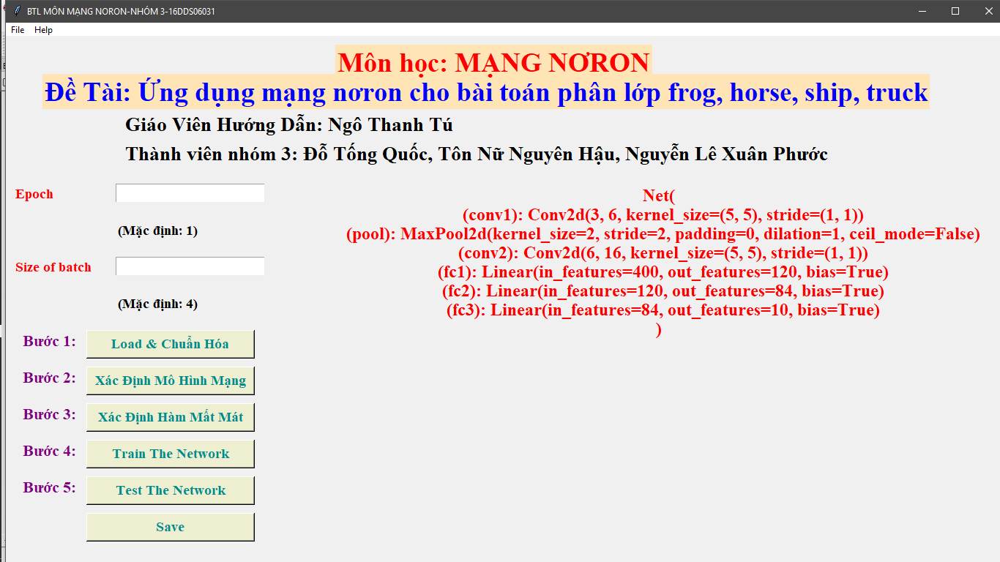 BTL MÔN MẠNG NORON-NHÓM 3-16DDS06031
File Help
Môn học: MẠNG NƠRON
Đề Tài: Ứng dụng mạng nơron cho bài toán phân lớp frog, horse, ship, truck
Giáo Viên Hướng Dẫn: Ngô Thanh Tú
Thành viên nhóm 3: Đỗ Tống Quốc, Tôn Nữ Nguyên Hậu, Nguyễn Lê Xuân Phước
Epoch
(Mặc định: 1)
Size of batch
(Mặc định: 4)
Net(
(conv1): Conv2d(3, 6, kernel_size=(5, 5), stride=(1, 1))
(pool): MaxPool2d(kernel_size=2, stride=2, padding=0, dilation=1, ceil_mode=False)
(conv2): Conv2d(6, 16, kernel_size=(5, 5), stride=(1, 1))
(fc1): Linear(in_features=400, out_features=120, bias=True)
(fc2): Linear(in_features=120, out_features=84, bias=True)
(fc3): Linear(in_features=84, out_features=10, bias=True)
)
Bước 1: Load & Chuẩn Hóa
Bước 2: Xác Định Mô Hình Mạng
Bước 3: Xác Định Hàm Mất Mát
Bước 4: Train The Network
Bước 5: Test The Network
Save